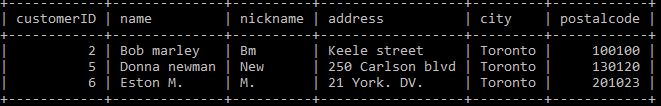 customerID | name | nickname | address | city | postalcode
2 | Bob marley | Bm | Keele street | Toronto | 100100
5 | Donna newman | New | 250 Carlson blvd | Toronto | 130120
6 | Eston M. | M. | 21 York. DV. | Toronto | 201023